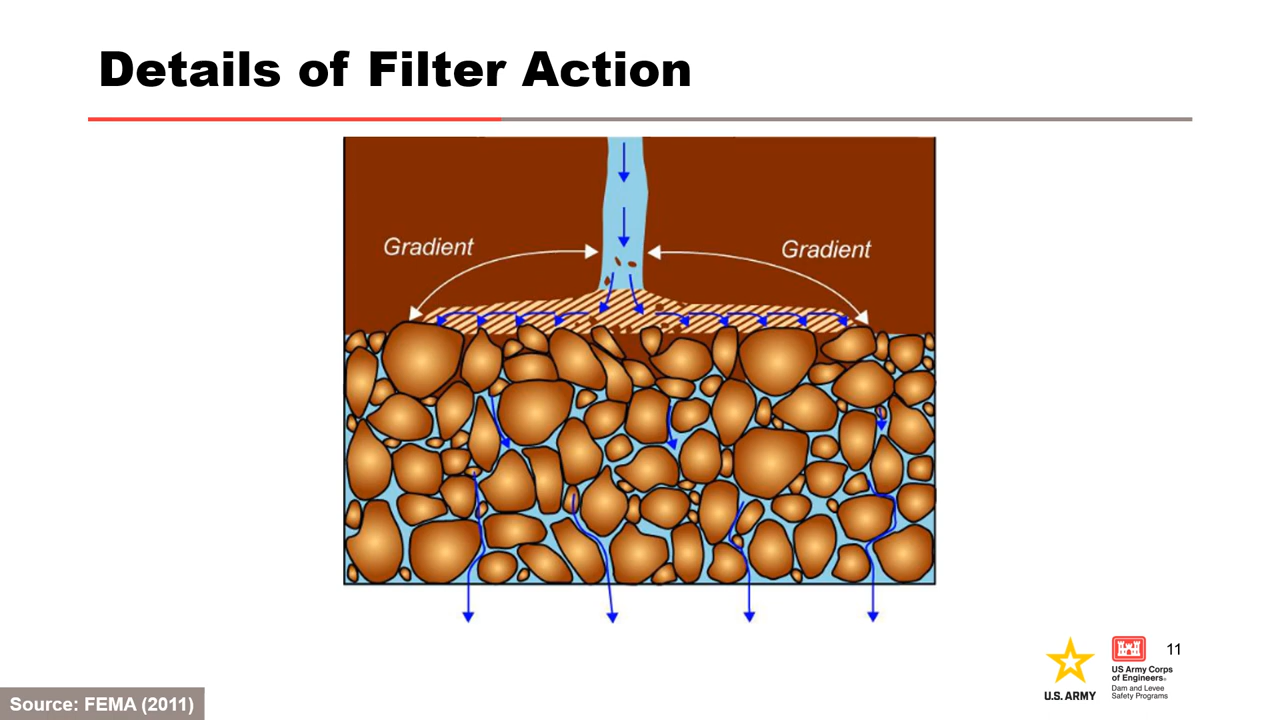 Details of Filter Action
Gradient
Gradient
11
U.S. ARMY
US Army Corps
of Engineers®
Dam and Levee
Safety Programs
Source: FEMA (2011)